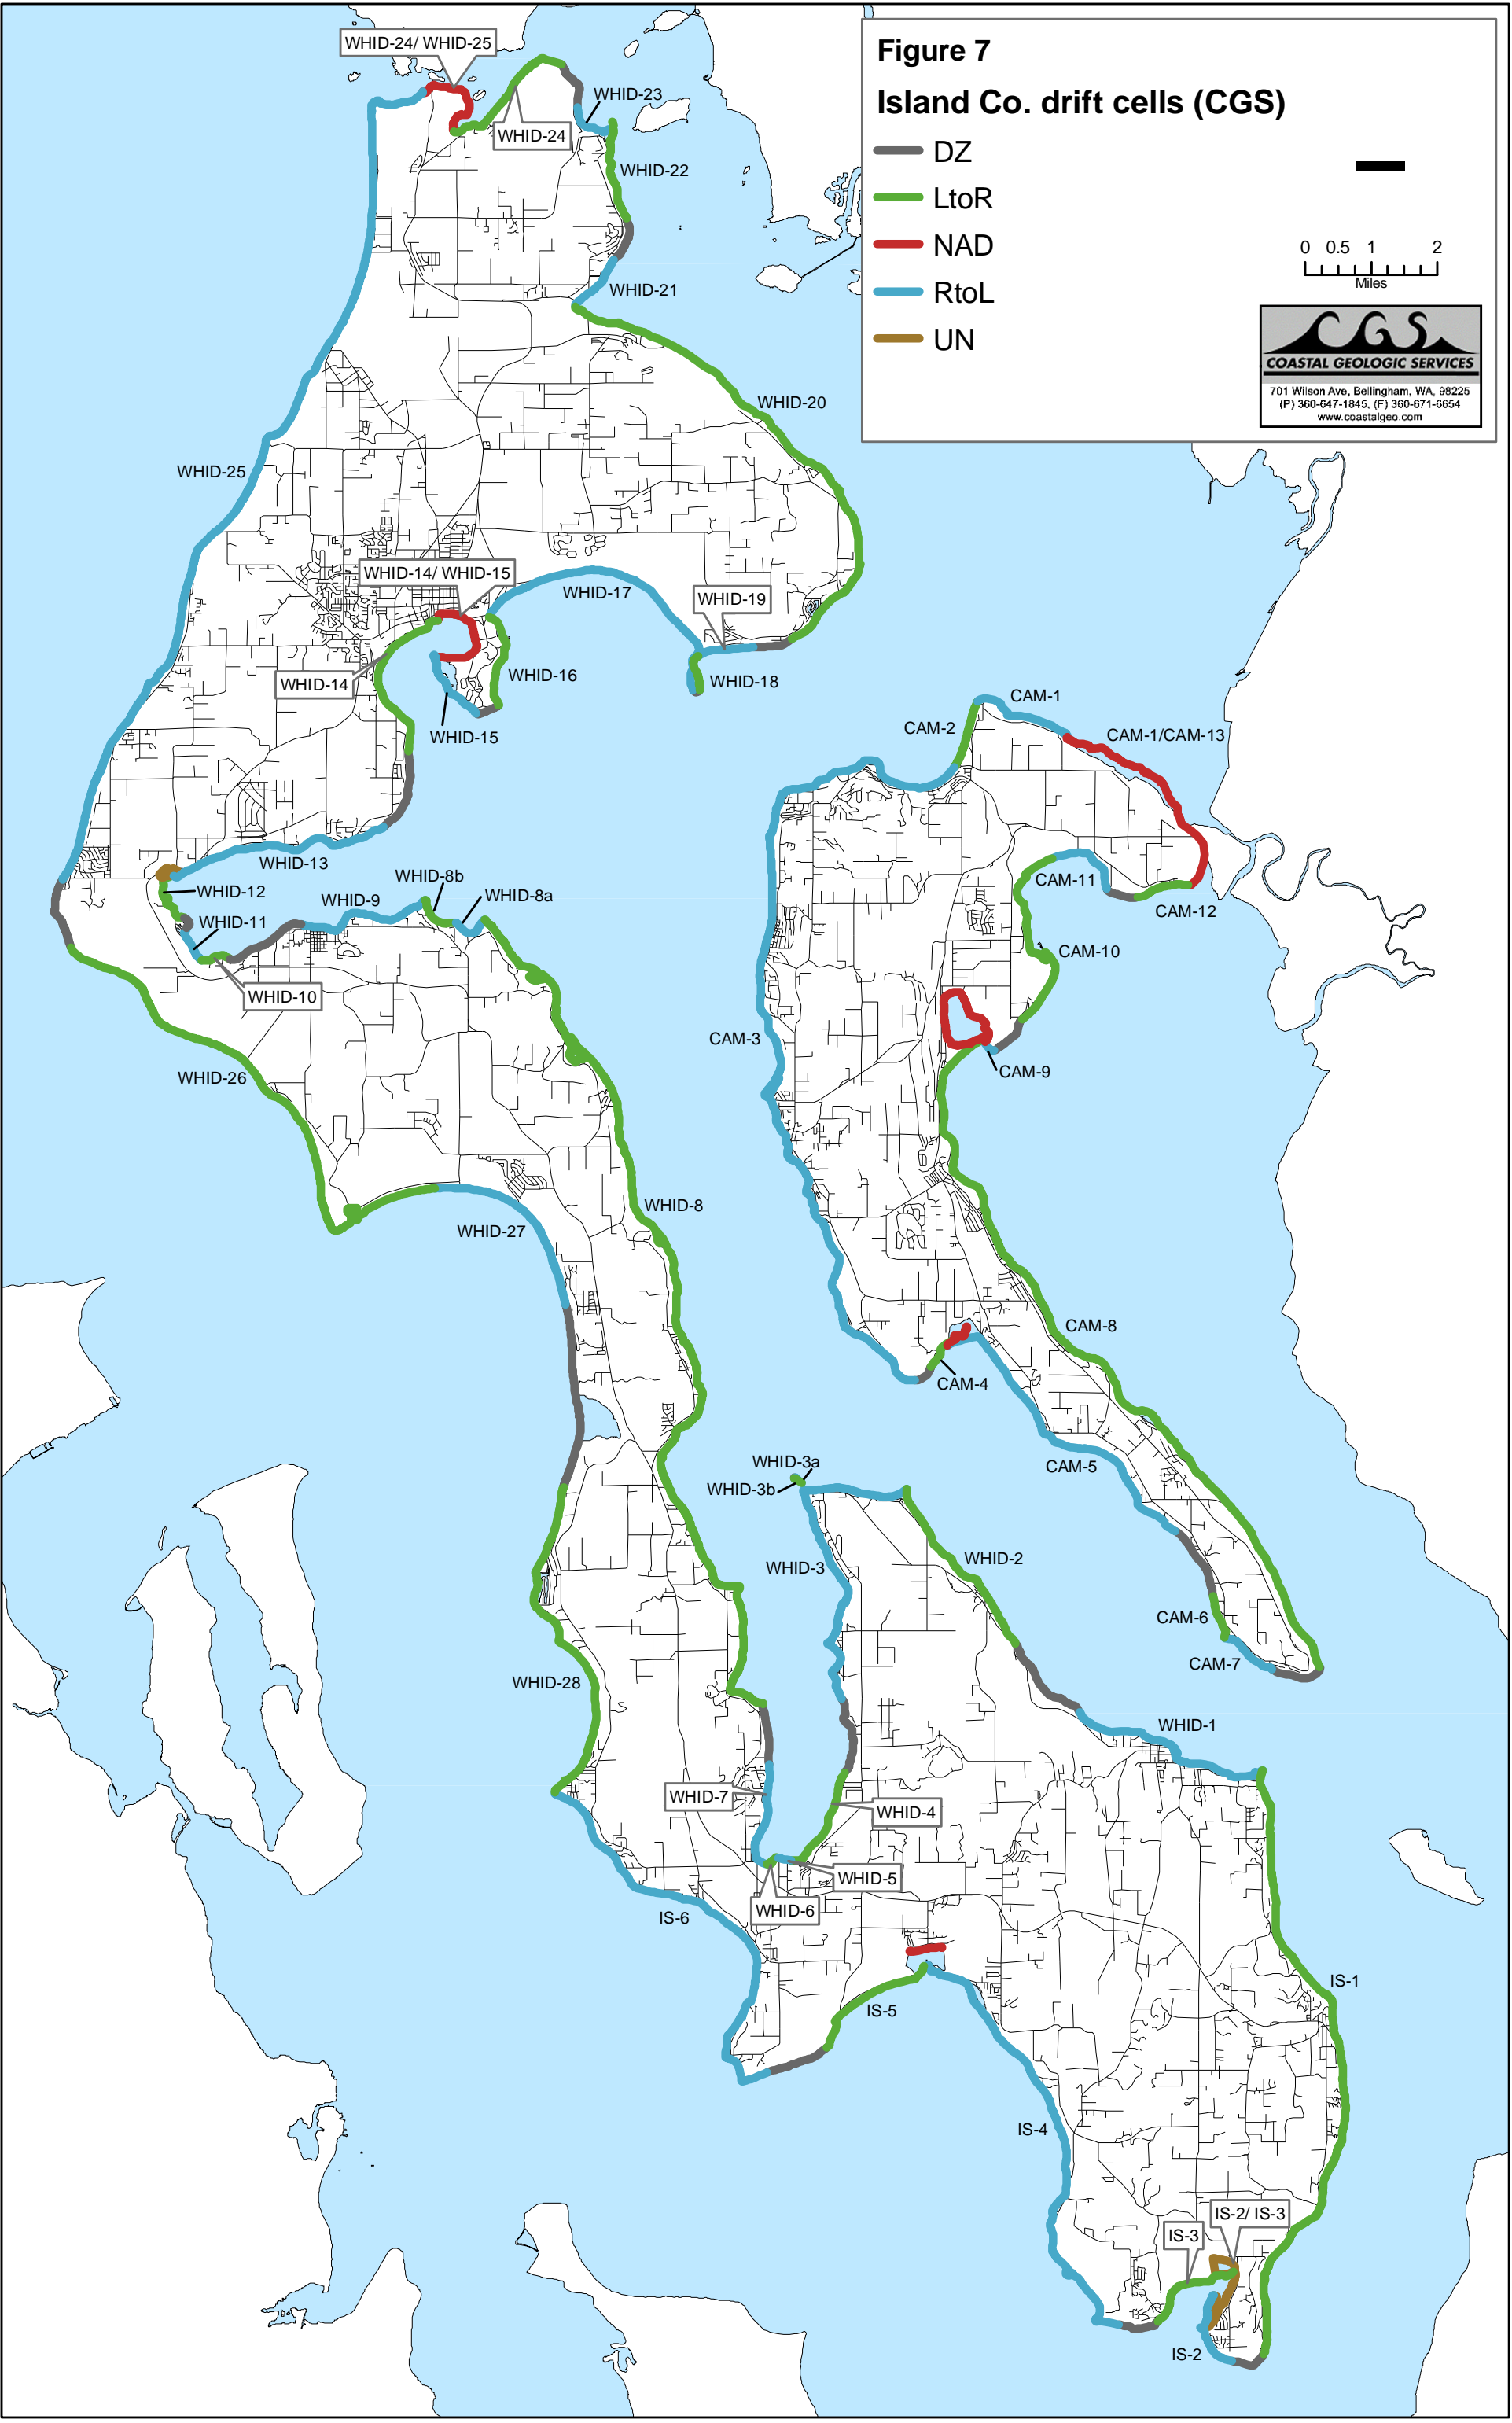 Figure 7
Island Co. drift cells (CGS)
DZ
LtoR
NAD
RtoL
UN
0 0.5 1 2
Miles
CGS
COASTAL GEOLOGIC SERVICES
701 Wilson Ave, Bellingham, WA, 98225
(P) 360-647-1845, (F) 360-671-6654
www.coastalgeo.com
WHID-24/ WHID-25
WHID-23
WHID-24
WHID-22
WHID-21
WHID-20
WHID-25
WHID-14/ WHID-15
WHID-17
WHID-19
WHID-16
WHID-18
WHID-14
WHID-15
CAM-1
CAM-2
CAM-1/CAM-13
WHID-13
WHID-8b
WHID-12
WHID-8a
WHID-9
CAM-11
WHID-11
CAM-12
CAM-10
WHID-10
CAM-3
CAM-9
WHID-26
WHID-8
WHID-27
CAM-8
CAM-4
WHID-3a
CAM-5
WHID-3b
WHID-2
WHID-3
CAM-6
CAM-7
WHID-28
WHID-1
WHID-7
WHID-4
WHID-5
WHID-6
IS-6
IS-1
IS-5
IS-4
IS-2/ IS-3
IS-3
IS-2